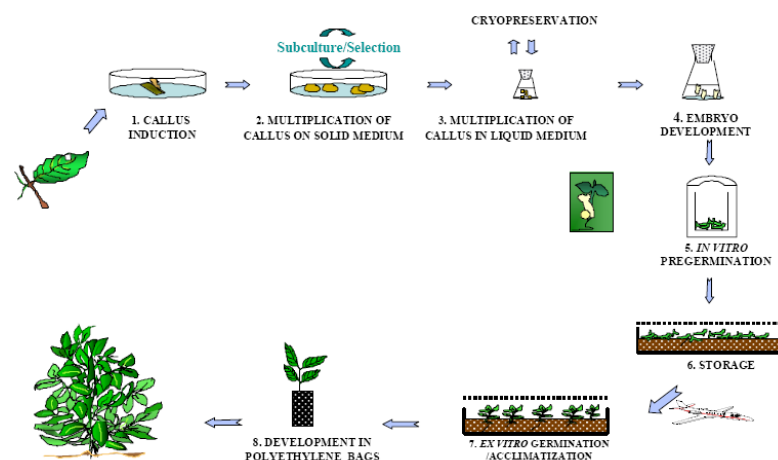 CRYOPRESERVATION
Subculture/Selection
1. CALLUS
INDUCTION
2. MULTIPLICATION OF
CALLUS ON SOLID MEDIUM
3. MULTIPLICATION OF
CALLUS IN LIQUID MEDIUM
4. EMBRYO
DEVELOPMENT
5. IN VITRO
PREGERMINATION
6. STORAGE
7. EX VITRO GERMINATION
/ACCLIMATIZATION
8. DEVELOPMENT IN
POLYETHYLENE BAGS